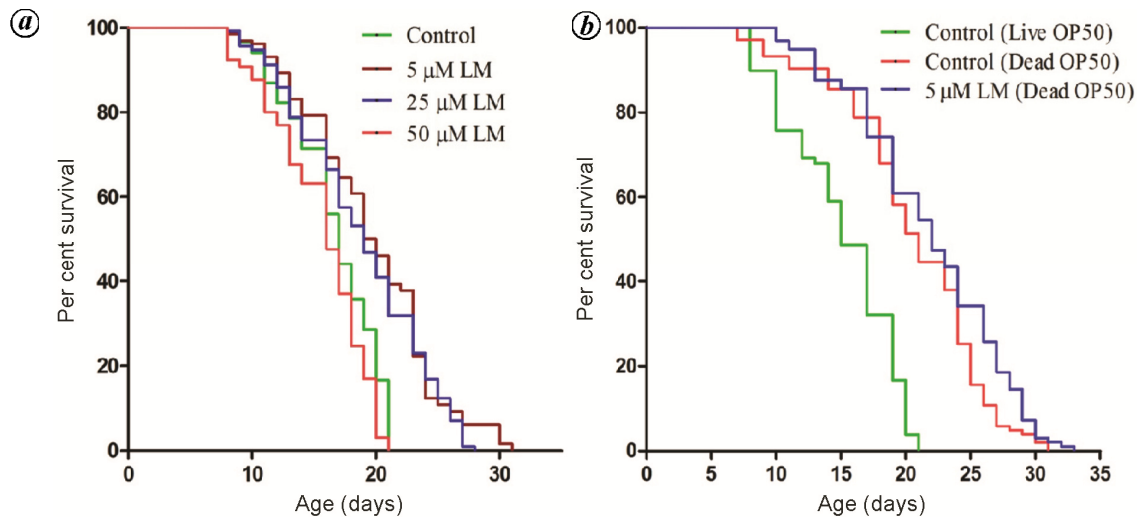 a
Control
5 µM LM
25 µM LM
50 µM LM
Per cent survival
100
80
60
40
20
0
0
10
20
30
Age (days)
b
Control (Live OP50)
Control (Dead OP50)
5 µM LM (Dead OP50)
Per cent survival
100
80
60
40
20
0
0
5
10
15
20
25
30
35
Age (days)